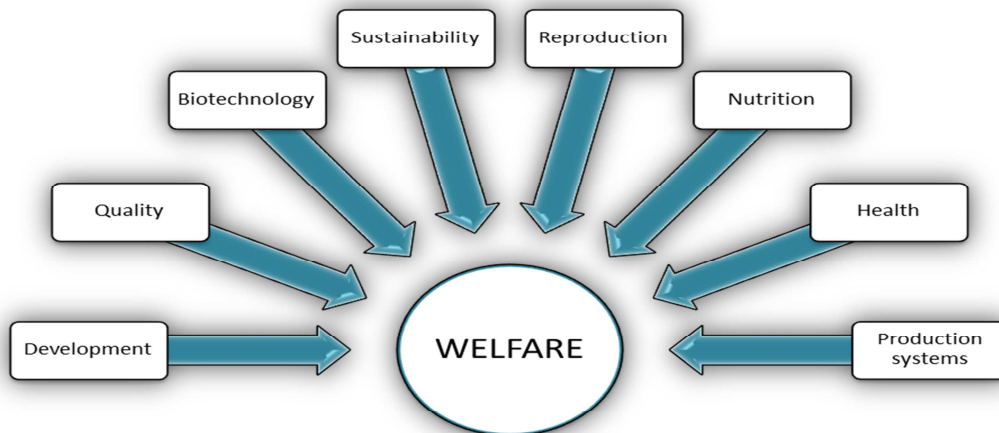 Sustainability
Reproduction
Biotechnology
Nutrition
Quality
Health
Development
WELFARE
Production
systems